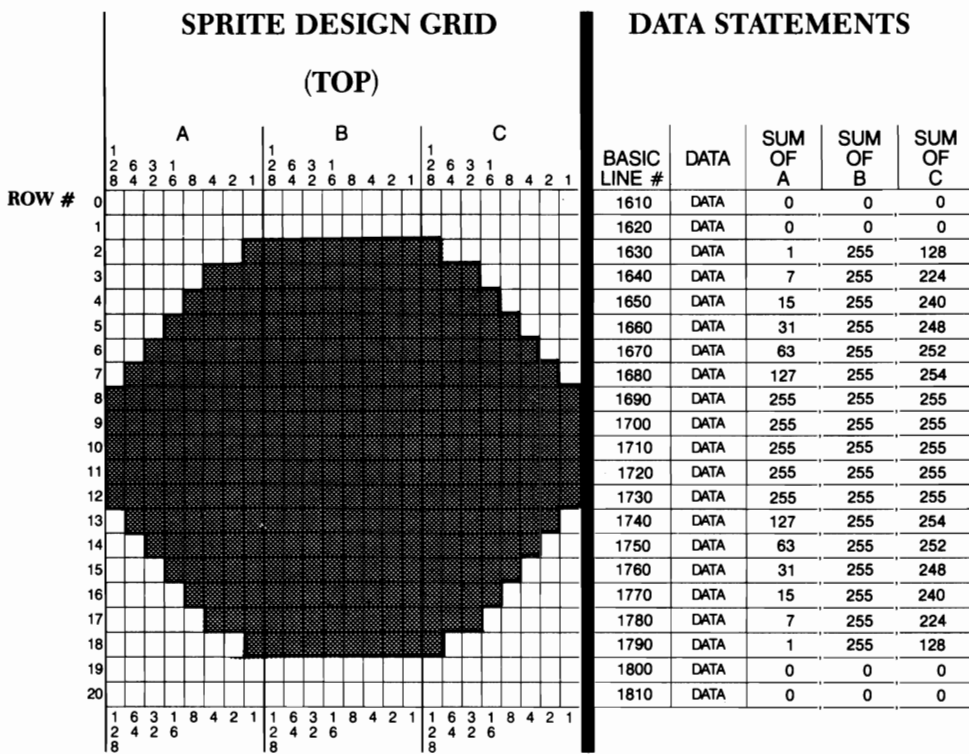 SPRITE DESIGN GRID
(TOP)
A B C
128 64 32 16 8 4 2 1 128 64 32 16 8 4 2 1 128 64 32 16 8 4 2 1
ROW #
0
1
2
3
4
5
6
7
8
9
10
11
12
13
14
15
16
17
18
19
20
128 64 32 16 8 4 2 1 128 64 32 16 8 4 2 1 128 64 32 16 8 4 2 1
DATA STATEMENTS
BASIC LINE # DATA SUM OF A SUM OF B SUM OF C
1610 DATA 0 , 0 , 0
1620 DATA 0 , 0 , 0
1630 DATA 1 , 255 , 128
1640 DATA 7 , 255 , 224
1650 DATA 15 , 255 , 240
1660 DATA 31 , 255 , 248
1670 DATA 63 , 255 , 252
1680 DATA 127 , 255 , 254
1690 DATA 255 , 255 , 255
1700 DATA 255 , 255 , 255
1710 DATA 255 , 255 , 255
1720 DATA 255 , 255 , 255
1730 DATA 255 , 255 , 255
1740 DATA 127 , 255 , 254
1750 DATA 63 , 255 , 252
1760 DATA 31 , 255 , 248
1770 DATA 15 , 255 , 240
1780 DATA 7 , 255 , 224
1790 DATA 1 , 255 , 128
1800 DATA 0 , 0 , 0
1810 DATA 0 , 0 , 0